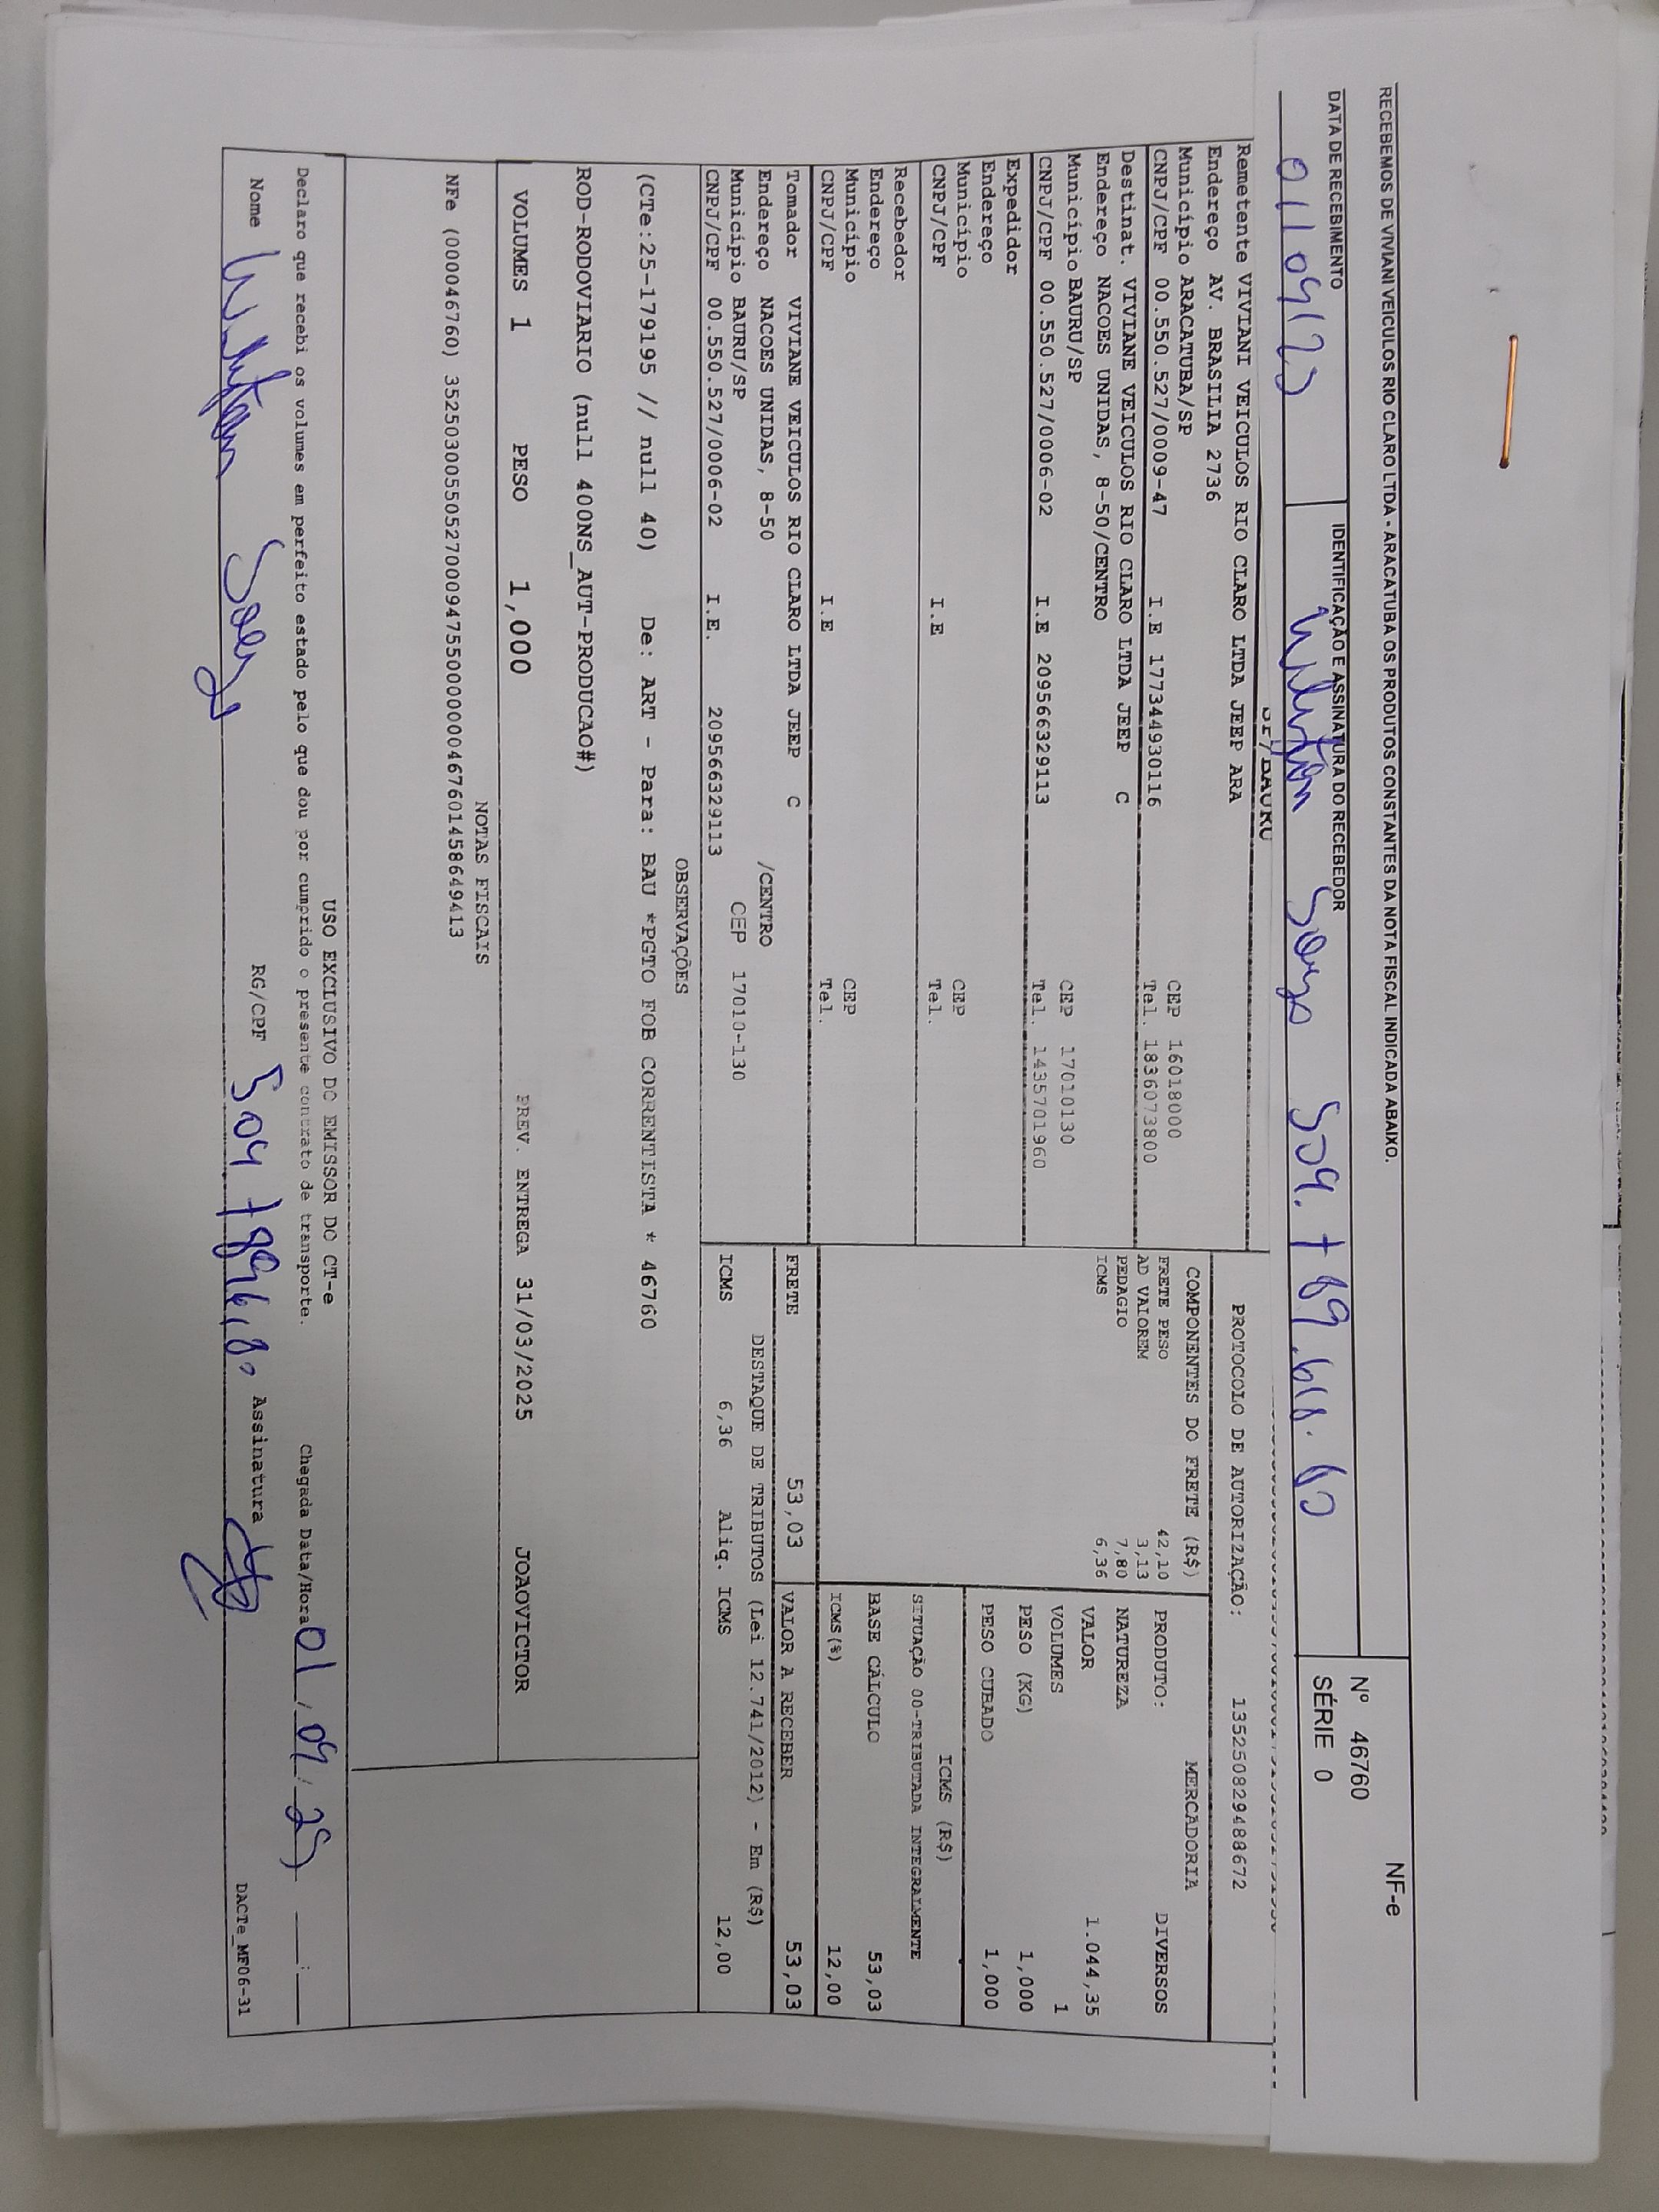 RECEBEMOS DE VIVIANI VEICULOS RIO CLARO LTDA - ARACATUBA OS PRODUTOS CONSTANTES DA NOTA FISCAL INDICADA ABAIXO.
NF-e
Nº 46760
SÉRIE 0
DATA DE RECEBIMENTO
IDENTIFICAÇÃO E ASSINATURA DO RECEBEDOR
PROTOCOLO DE AUTORIZAÇÃO: 1352508294886​72
Remetente VIVIANI VEICULOS RIO CLARO LTDA JEEP ARA
Endereço AV. BRASILIA 2736
Município ARACATUBA/SP CEP 16018000
CNPJ/CPF 00.550.527/0009-47 I.E 177344930116 Tel. 1836073800
Destinat. VIVIANE VEICULOS RIO CLARO LTDA JEEP C
Endereço NACOES UNIDAS, 8-50/CENTRO
Município BAURU/SP CEP 17010130
CNPJ/CPF 00.550.527/0006-02 I.E 209566329113 Tel. 1435701960
Expedidor
Endereço
Município CEP
CNPJ/CPF I.E Tel.
Recebedor
Endereço
Município CEP
CNPJ/CPF I.E Tel.
Tomador VIVIANE VEICULOS RIO CLARO LTDA JEEP C
Endereço NACOES UNIDAS, 8-50 /CENTRO
Município BAURU/SP CEP 17010-130
CNPJ/CPF 00.550.527/0006-02 I.E. 209566329113
COMPONENTES DO FRETE (R$)
FRETE PESO 42,10
AD VALOREM 3,13
PEDAGIO 7,80
ICMS 6,36
MERCADORIA
PRODUTO: DIVERSOS
NATUREZA
VALOR 1.044,35
VOLUMES 1
PESO (KG) 1,000
PESO CUBADO 1,000
ICMS (R$)
SITUAÇÃO 00-TRIBUTADA INTEGRALMENTE
BASE CÁLCULO 53,03
ICMS(%) 12,00
FRETE 53,03 VALOR A RECEBER 53,03
DESTAQUE DE TRIBUTOS (Lei 12.741/2012) - Em (R$)
ICMS 6,36 Aliq. ICMS 12,00
OBSERVAÇÕES
(CTe:25-179195 // null 40) De: ART - Para: BAU *PGTO FOB CORRENTISTA * 46760
ROD-RODOVIARIO (null 400NS_AUT-PRODUCAO#)
VOLUMES 1 PESO 1,000 PREV. ENTREGA 31/03/2025 JOAOVICTOR
NOTAS FISCAIS
NFe (000046760) 35250300550527000947550000000467601458649413
USO EXCLUSIVO DO EMISSOR DO CT-e
Declaro que recebi os volumes em perfeito estado pelo que dou por cumprido o presente contrato de transporte. Chegada Data/Hora 01/09/25 __:__
Nome RG/CPF Assinatura
DACTe_MF06-31